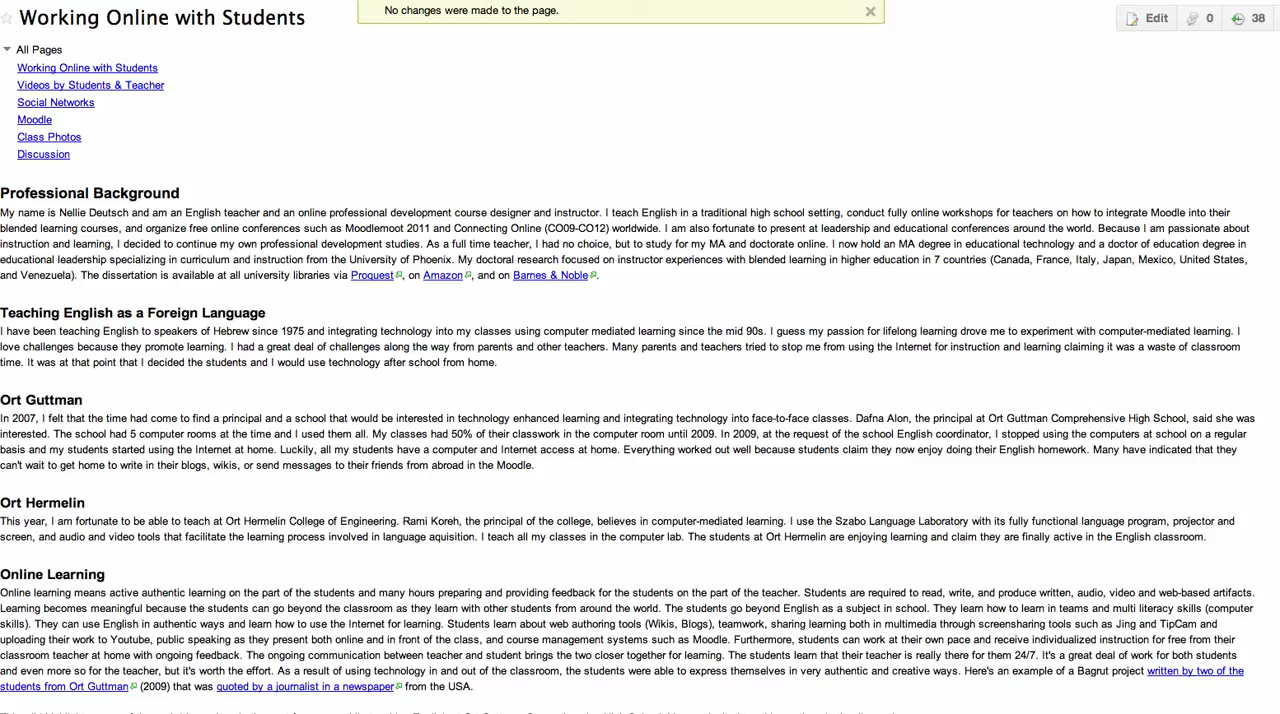 Working Online with Students
No changes were made to the page.
Edit
0
38
All Pages
Working Online with Students
Videos by Students & Teacher
Social Networks
Moodle
Class Photos
Discussion
Professional Background
My name is Nellie Deutsch and am an English teacher and an online professional development course designer and instructor. I teach English in a traditional high school setting, conduct fully online workshops for teachers on how to integrate Moodle into their
blended learning courses, and organize free online conferences such as Moodlemoot 2011 and Connecting Online (CO09-CO12) worldwide. I am also fortunate to present at leadership and educational conferences around the world. Because I am passionate about
instruction and learning, I decided to continue my own professional development studies. As a full time teacher, I had no choice, but to study for my MA and doctorate online. I now hold an MA degree in educational technology and a doctor of education degree in
educational leadership specializing in curriculum and instruction from the University of Phoenix. My doctoral research focused on instructor experiences with blended learning in higher education in 7 countries (Canada, France, Italy, Japan, Mexico, United States,
and Venezuela). The dissertation is available at all university libraries via Proquest, on Amazon, and on Barnes & Noble.
Teaching English as a Foreign Language
I have been teaching English to speakers of Hebrew since 1975 and integrating technology into my classes using computer mediated learning since the mid 90s. I guess my passion for lifelong learning drove me to experiment with computer-mediated learning. I
love challenges because they promote learning. I had a great deal of challenges along the way from parents and other teachers. Many parents and teachers tried to stop me from using the Internet for instruction and learning claiming it was a waste of classroom
time. It was at that point that I decided the students and I would use technology after school from home.
Ort Guttman
In 2007, I felt that the time had come to find a principal and a school that would be interested in technology enhanced learning and integrating technology into face-to-face classes. Dafna Alon, the principal at Ort Guttman Comprehensive High School, said she was
interested. The school had 5 computer rooms at the time and I used them all. My classes had 50% of their classwork in the computer room until 2009. In 2009, at the request of the school English coordinator, I stopped using the computers at school on a regular
basis and my students started using the Internet at home. Luckily, all my students have a computer and Internet access at home. Everything worked out well because students claim they now enjoy doing their English homework. Many have indicated that they
can't wait to get home to write in their blogs, wikis, or send messages to their friends from abroad in the Moodle.
Ort Hermelin
This year, I am fortunate to be able to teach at Ort Hermelin College of Engineering. Rami Koreh, the principal of the college, believes in computer-mediated learning. I use the Szabo Language Laboratory with its fully functional language program, projector and
screen, and audio and video tools that facilitate the learning process involved in language aquisition. I teach all my classes in the computer lab. The students at Ort Hermelin are enjoying learning and claim they are finally active in the English classroom.
Online Learning
Online learning means active authentic learning on the part of the students and many hours preparing and providing feedback for the students on the part of the teacher. Students are required to read, write, and produce written, audio, video and web-based artifacts.
Learning becomes meaningful because the students can go beyond the classroom as they learn with other students from around the world. The students go beyond English as a subject in school. They learn how to learn in teams and multi literacy skills (computer
skills). They can use English in authentic ways and learn how to use the Internet for learning. Students learn about web authoring tools (Wikis, Blogs), teamwork, sharing learning both in multimedia through screensharing tools such as Jing and TipCam and
uploading their work to Youtube, public speaking as they present both online and in front of the class, and course management systems such as Moodle. Furthermore, students can work at their own pace and receive individualized instruction for free from their
classroom teacher at home with ongoing feedback. The ongoing communication between teacher and student brings the two closer together for learning. The students learn that their teacher is really there for them 24/7. It's a great deal of work for both students
and even more so for the teacher, but it's worth the effort. As a result of using technology in and out of the classroom, the students were able to express themselves in very authentic and creative ways. Here's an example of a Bagrut project written by two of the
students from Ort Guttman (2009) that was quoted by a journalist in a newspaper from the USA.